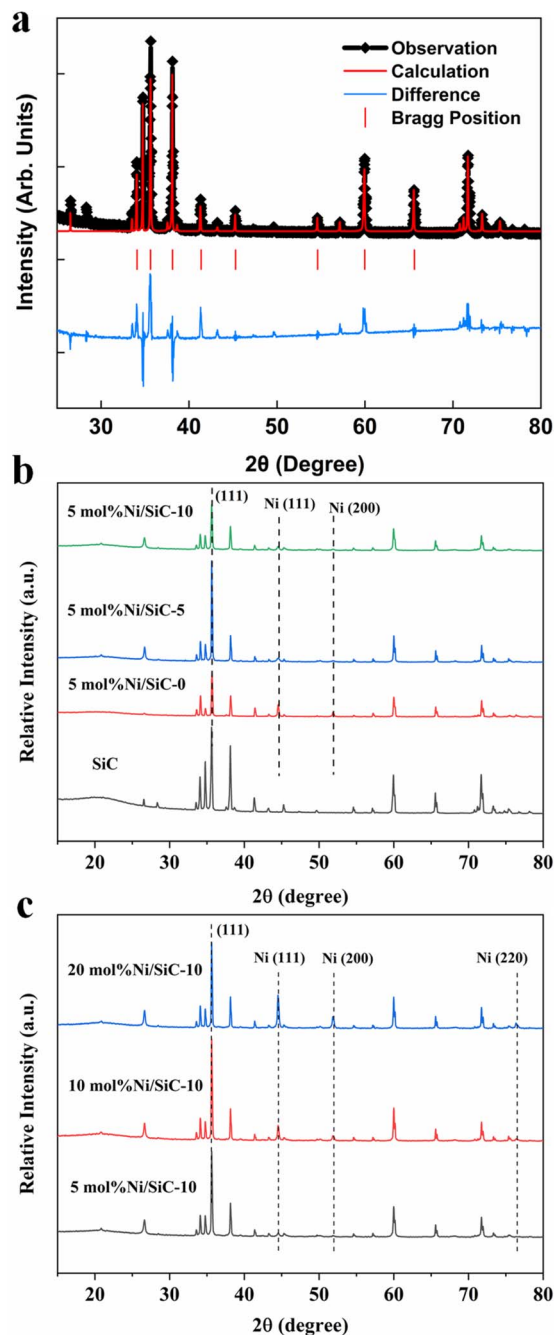 a
Observation
Calculation
Difference
Bragg Position
Intensity (Arb. Units)
30 40 50 60 70 80
2θ (Degree)
b
(111)
Ni (111)
Ni (200)
5 mol%Ni/SiC-10
5 mol%Ni/SiC-5
5 mol%Ni/SiC-0
SiC
Relative Intensity (a.u.)
20 30 40 50 60 70 80
2θ (degree)
c
(111)
Ni (111)
Ni (200)
Ni (220)
20 mol%Ni/SiC-10
10 mol%Ni/SiC-10
5 mol%Ni/SiC-10
Relative Intensity (a.u.)
20 30 40 50 60 70 80
2θ (degree)